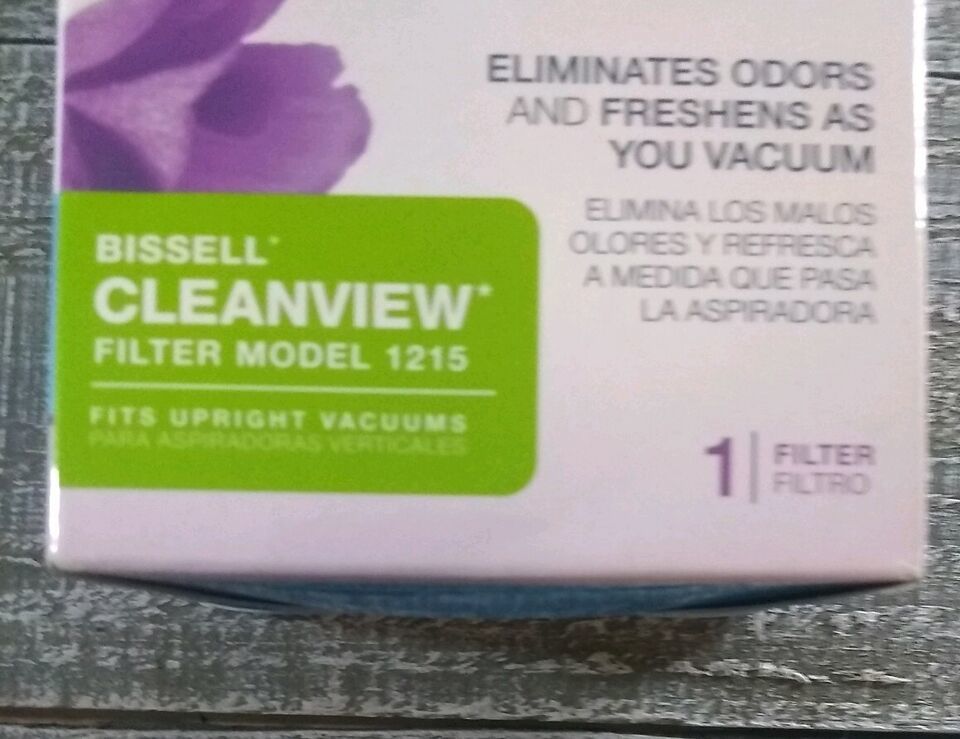 ELIMINATES ODORS
AND FRESHENS AS
YOU VACUUM
ELIMINA LOS MALOS
OLORES Y REFRESCA
A MEDIDA QUE PASA
LA ASPIRADORA
BISSELL
CLEANVIEW
FILTER MODEL 1215
FITS UPRIGHT VACUUMS
PARA ASPIRADORAS VERTICALES
1 FILTER
FILTRO